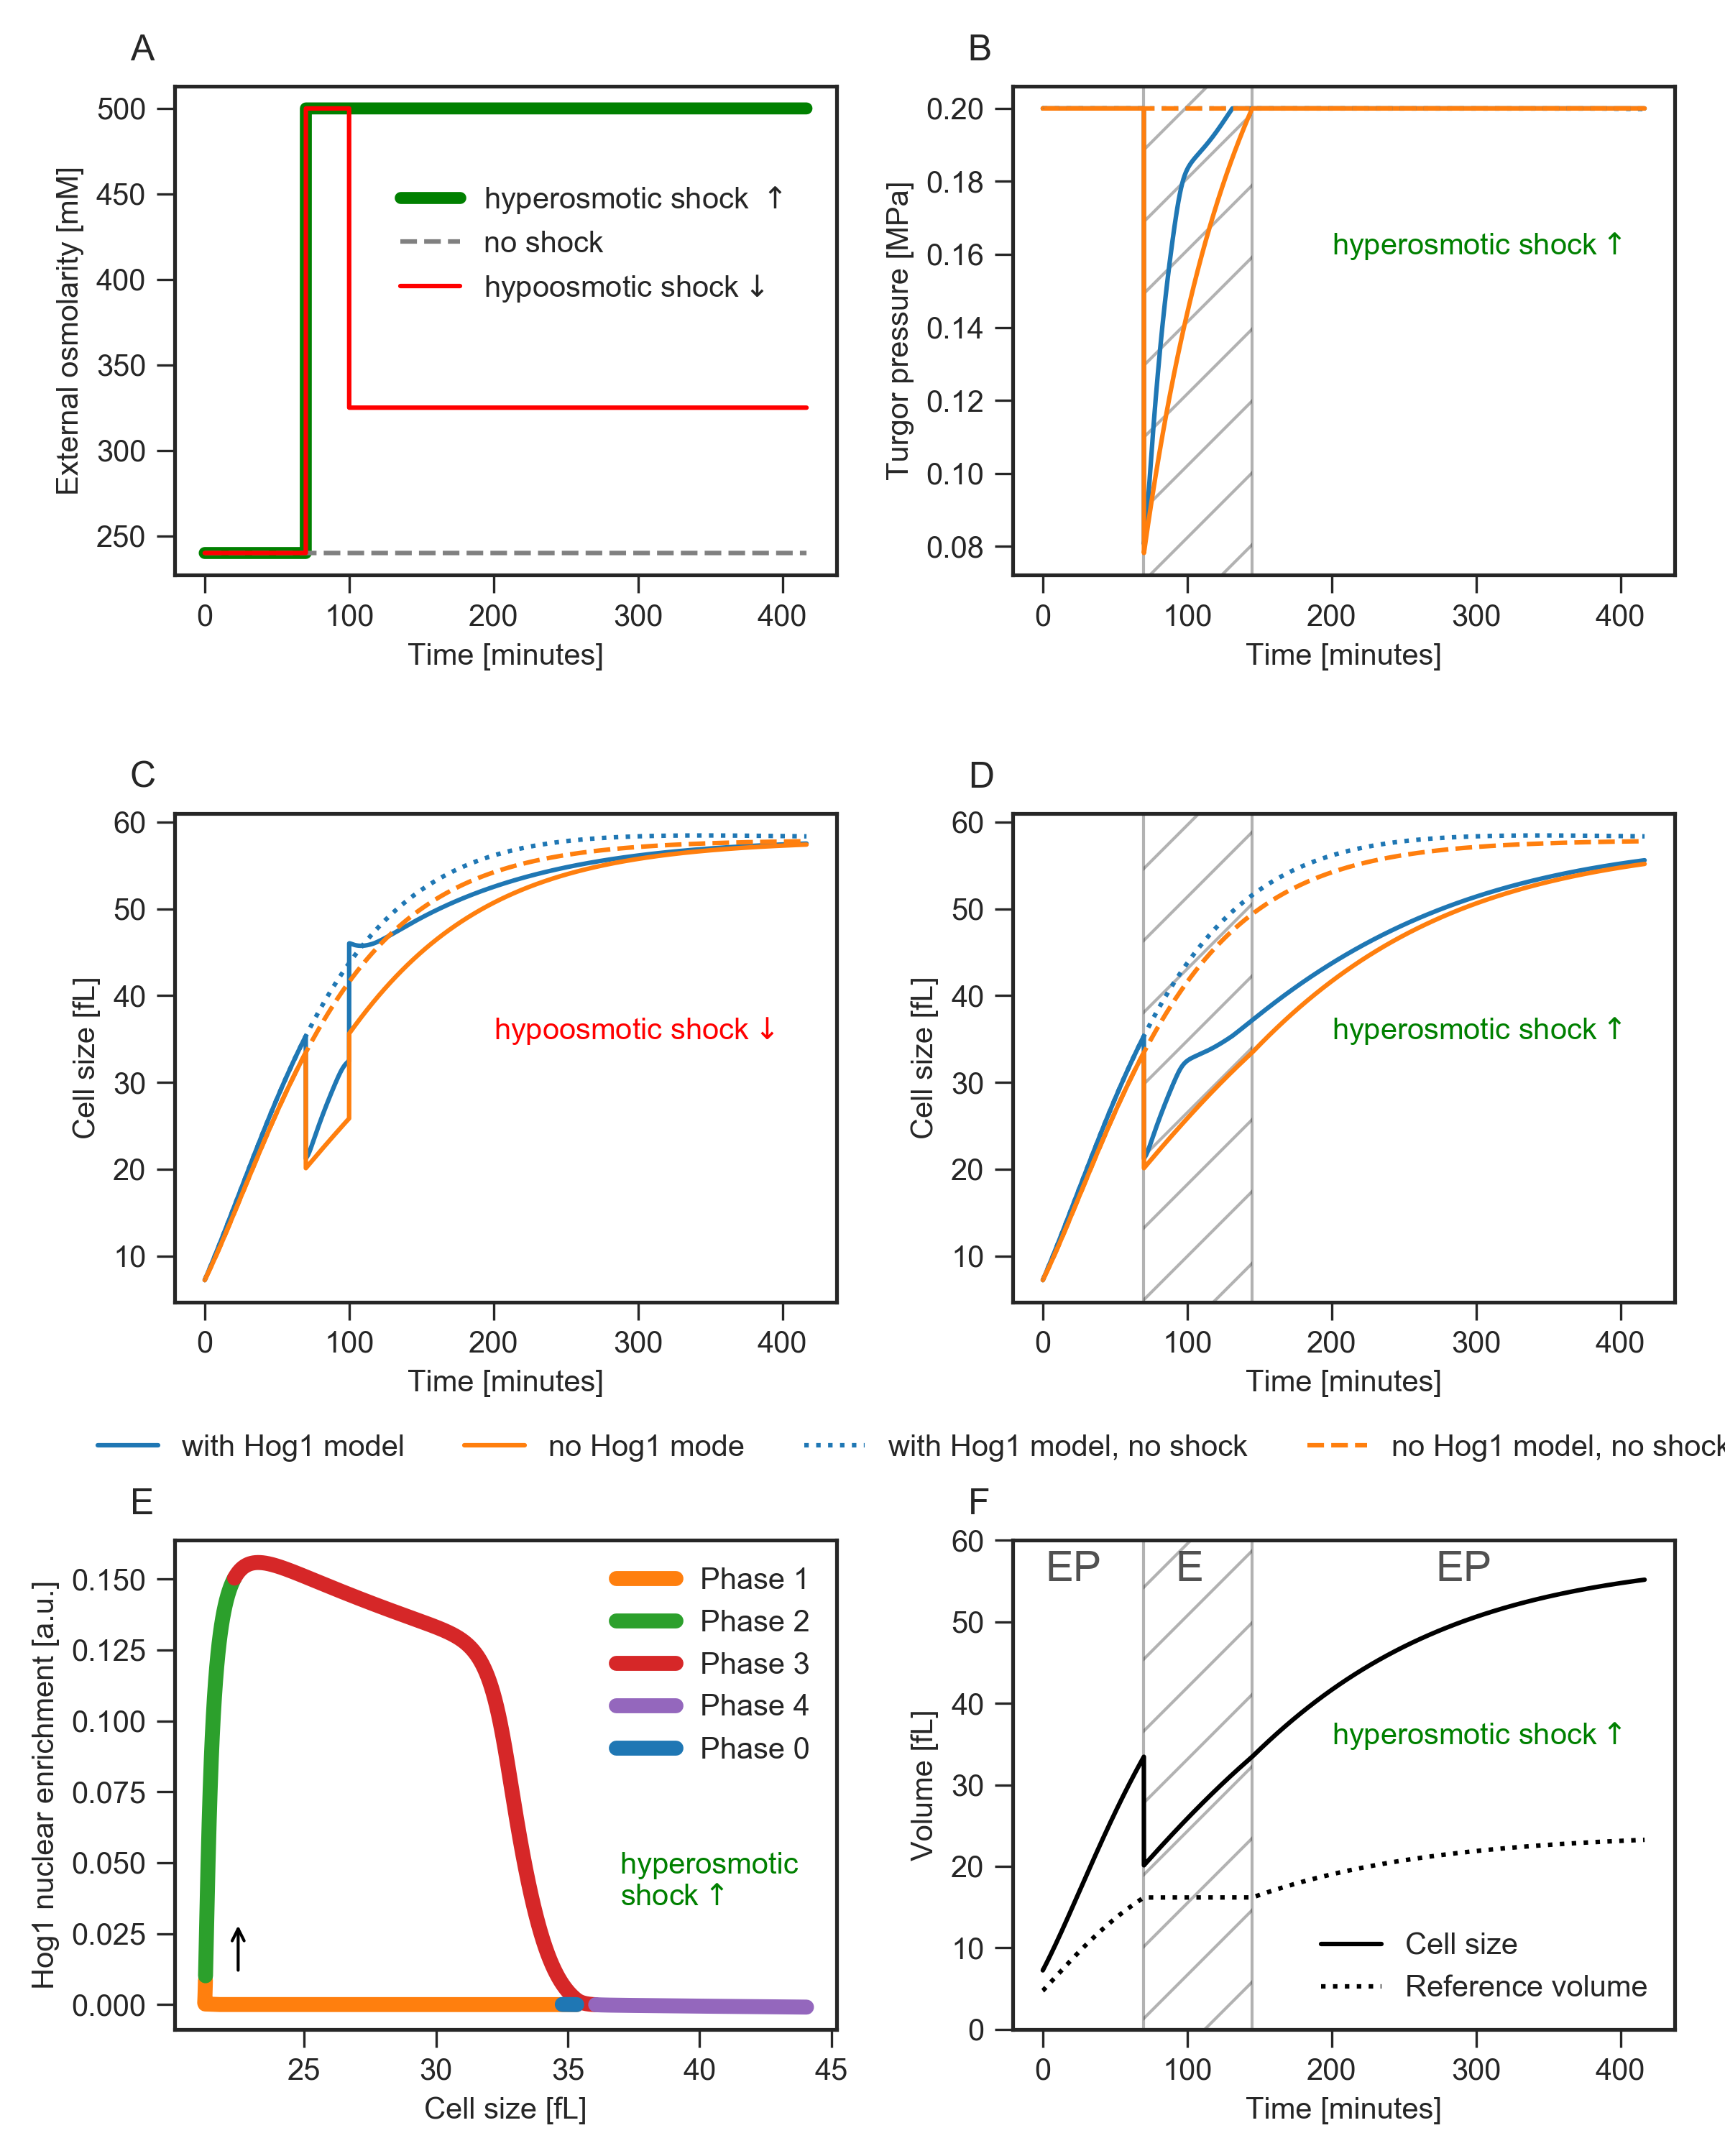 A
500
450
400
350
300
250
External osmolarity [mM]
hyperosmotic shock ↑
no shock
hypoosmotic shock ↓
0
100
200
300
400
Time [minutes]
B
0.20
0.18
0.16
0.14
0.12
0.10
0.08
Turgor pressure [MPa]
hyperosmotic shock ↑
0
100
200
300
400
Time [minutes]
C
60
50
40
30
20
10
Cell size [fL]
hypoosmotic shock ↓
0
100
200
300
400
Time [minutes]
D
60
50
40
30
20
10
Cell size [fL]
hyperosmotic shock ↑
0
100
200
300
400
Time [minutes]
with Hog1 model
no Hog1 mode
with Hog1 model, no shock
no Hog1 model, no shock
E
0.150
0.125
0.100
0.075
0.050
0.025
0.000
Hog1 nuclear enrichment [a.u.]
Phase 1
Phase 2
Phase 3
Phase 4
Phase 0
hyperosmotic
shock ↑
25
30
35
40
45
Cell size [fL]
F
60
50
40
30
20
10
0
Volume [fL]
EP
E
EP
hyperosmotic shock ↑
Cell size
Reference volume
0
100
200
300
400
Time [minutes]